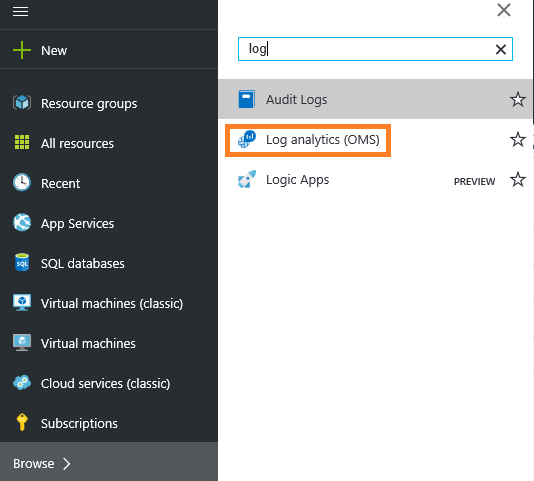 New
Resource groups
All resources
Recent
App Services
SQL
SQL databases
Virtual machines (classic)
Virtual machines
Cloud services (classic)
Subscriptions
Browse
log
Audit Logs
Log analytics (OMS)
Logic Apps PREVIEW